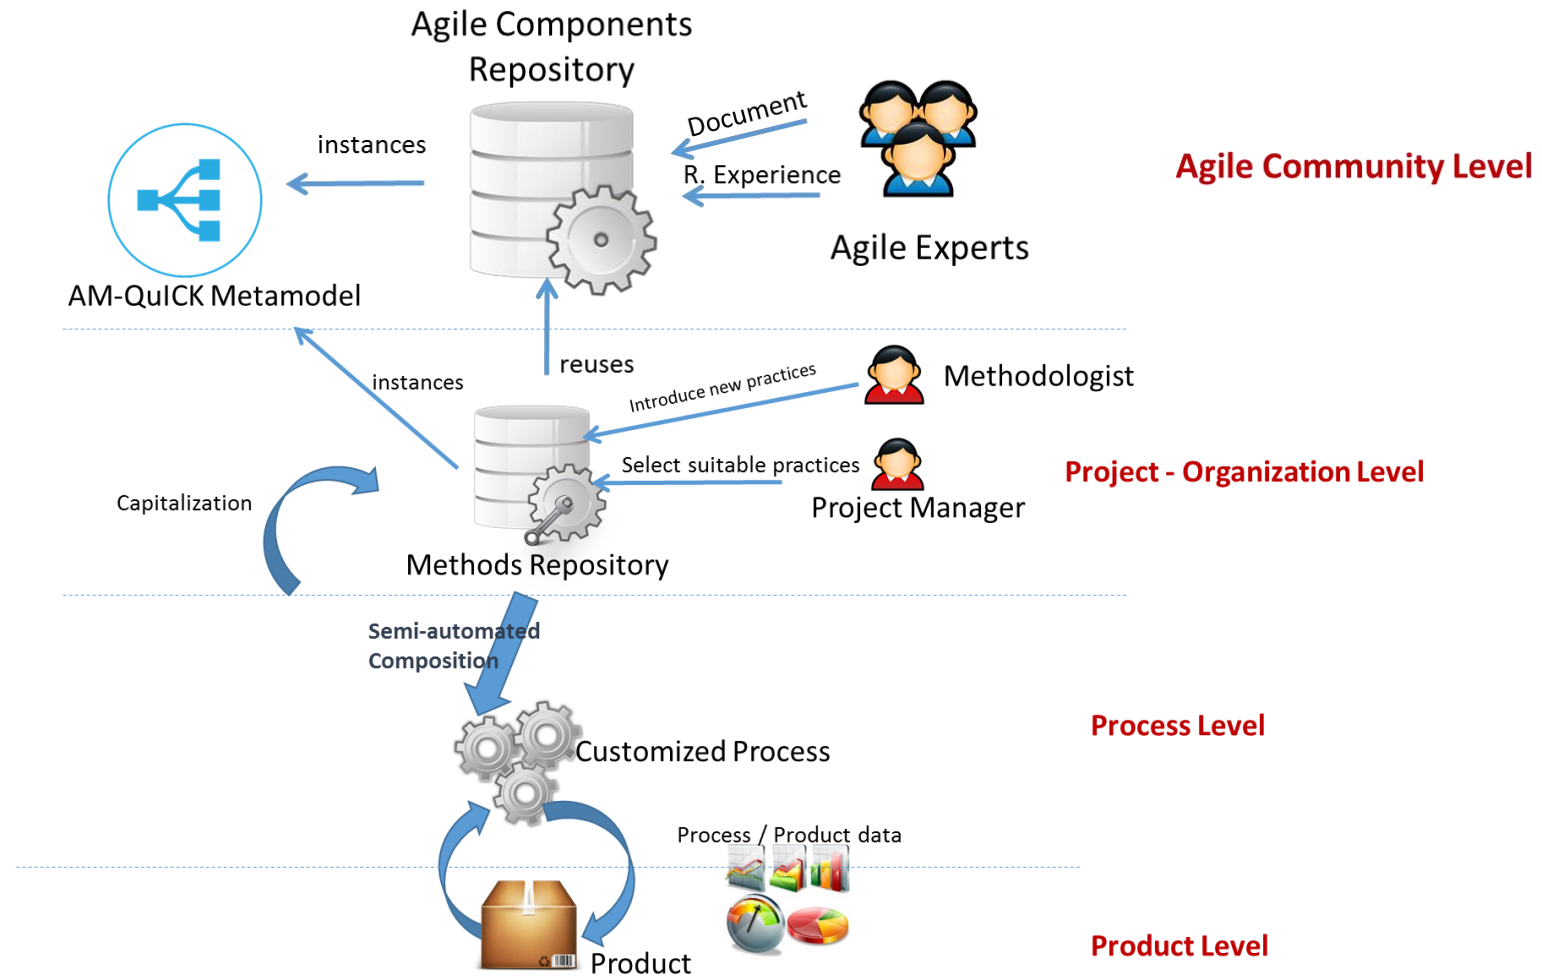 Agile Components
Repository
Document
instances
R. Experience
Agile Community Level
Agile Experts
AM-QuICK Metamodel
reuses
instances
Introduce new practices
Methodologist
Select suitable practices
Project - Organization Level
Capitalization
Project Manager
Methods Repository
Semi-automated
Composition
Process Level
Customized Process
Process / Product data
Product Level
Product